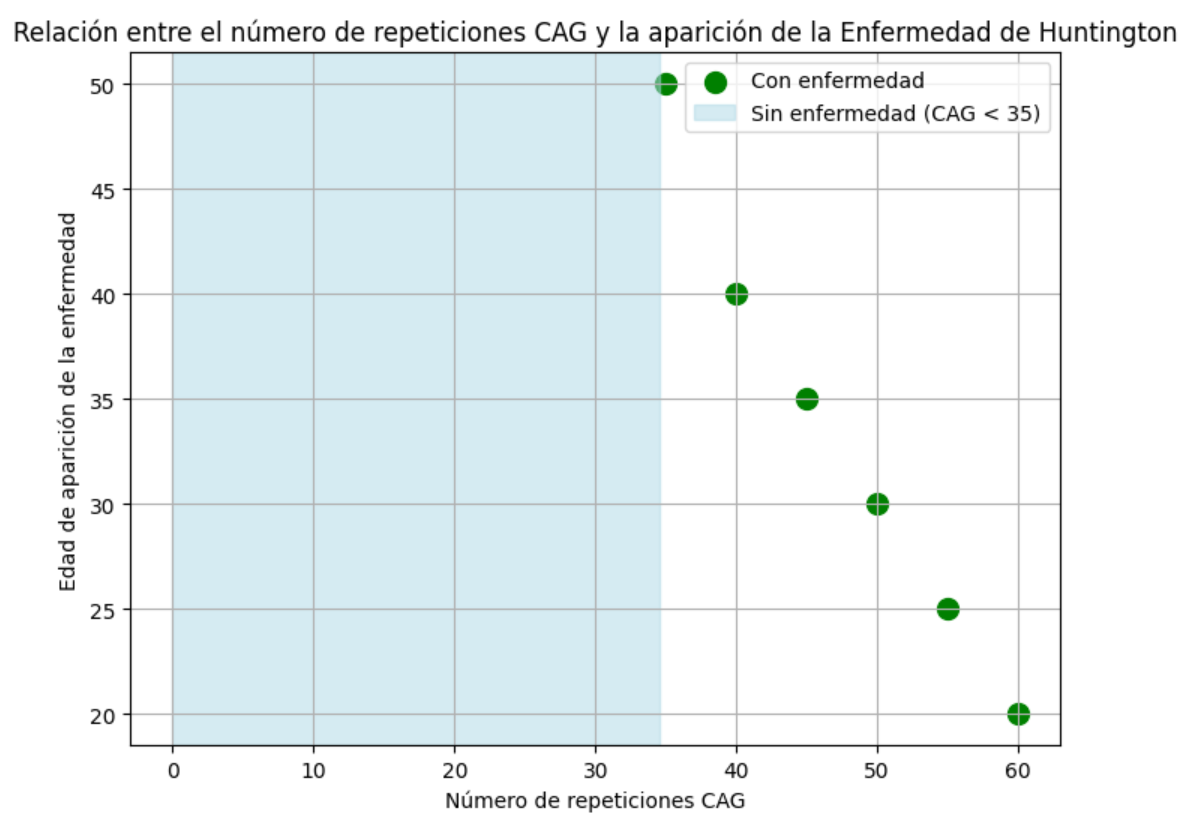 Relación entre el número de repeticiones CAG y la aparición de la Enfermedad de Huntington
Con enfermedad
Sin enfermedad (CAG < 35)
Edad de aparición de la enfermedad
50
45
40
35
30
25
20
0 10 20 30 40 50 60
Número de repeticiones CAG